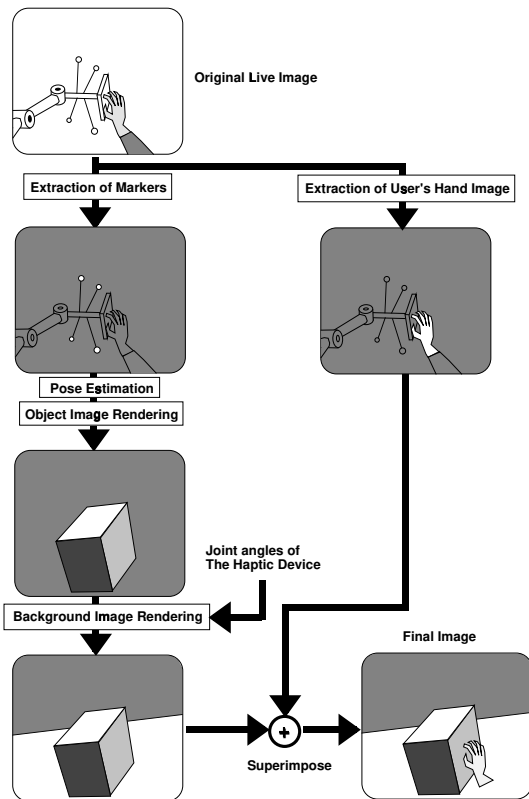 Original Live Image
Extraction of Markers
Extraction of User's Hand Image
Pose Estimation
Object Image Rendering
Joint angles of
The Haptic Device
Background Image Rendering
Final Image
+
Superimpose